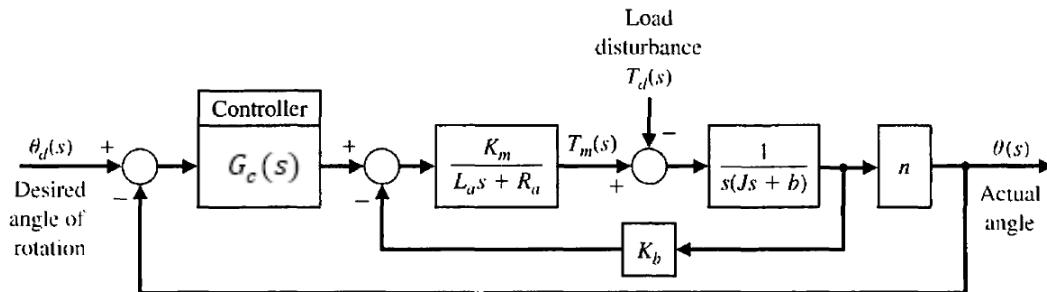 Load
disturbance
T_d(s)
Controller
θ_d(s)
+
−
Desired
angle of
rotation
G_c(s)
+
−
K_m
L_a s + R_a
T_m(s)
+
−
1
s(Js + b)
n
θ(s)
Actual
angle
K_b